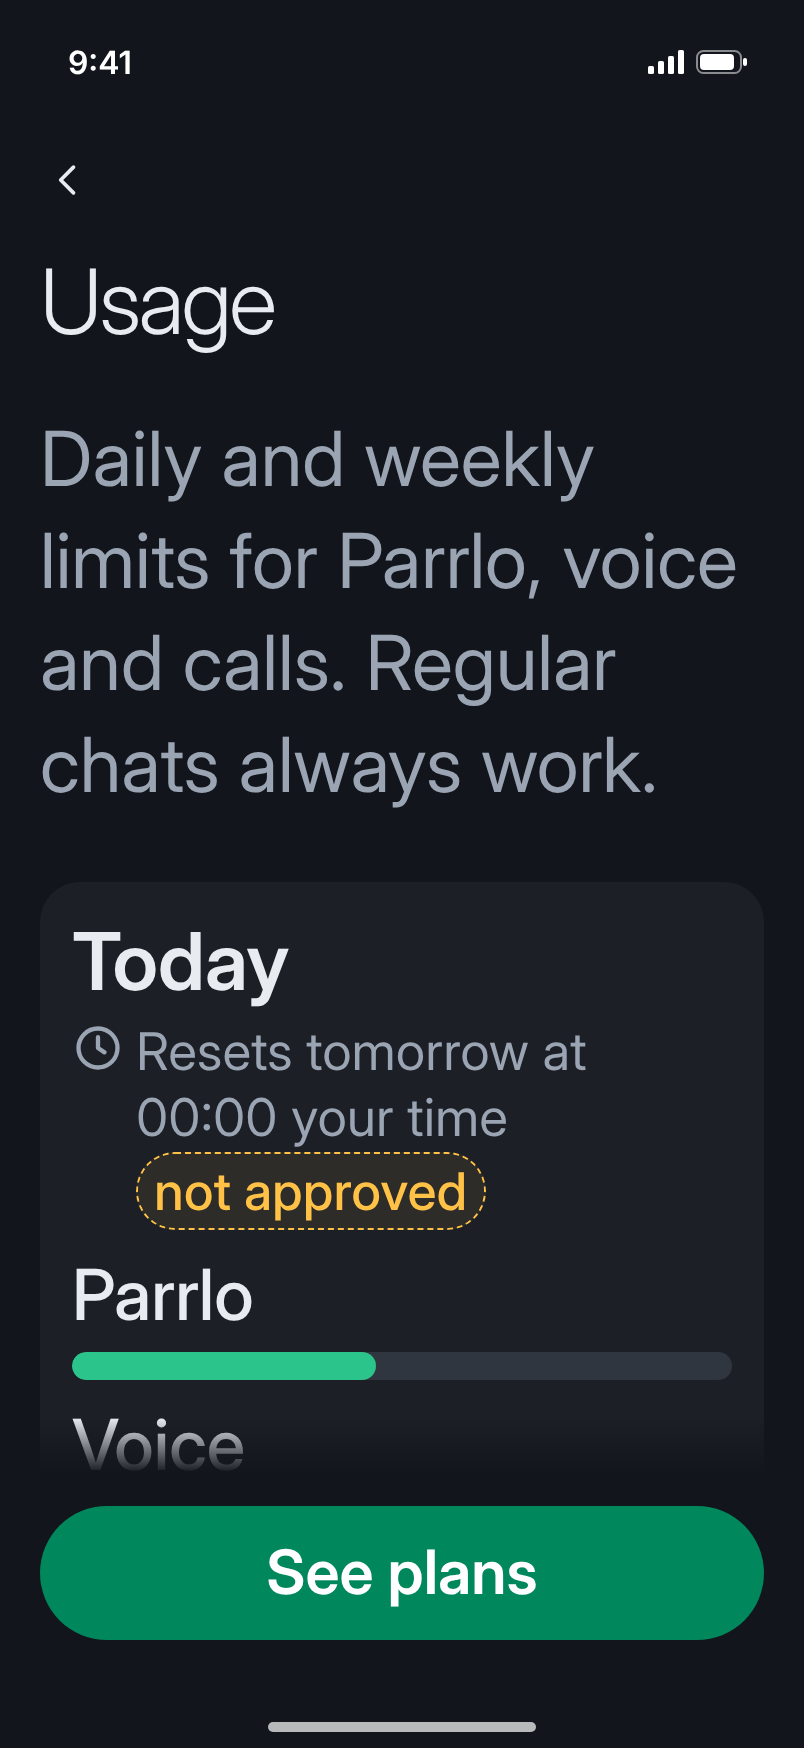 9:41
Usage
Daily and weekly
limits for Parrlo, voice
and calls. Regular
chats always work.
Today
Resets tomorrow at
00:00 your time
not approved
Parrlo
Voice
See plans